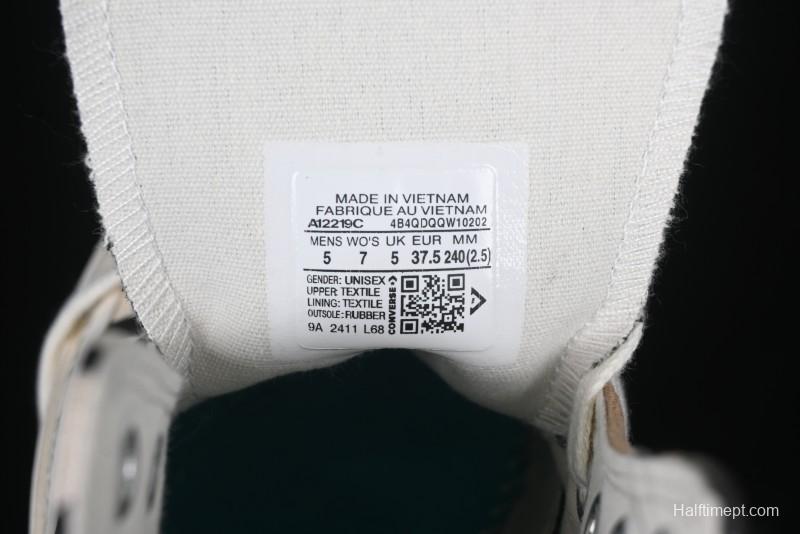 MADE IN VIETNAM
FABRIQUE AU VIETNAM
A12219C 4B4QDQQW10202
MENS WO'S UK EUR MM
5 7 5 37.5 240(2.5)
GENDER: UNISEX
UPPER: TEXTILE
LINING: TEXTILE
OUTSOLE: RUBBER
9A 2411 L68
CONVERSE
Halftimept.com